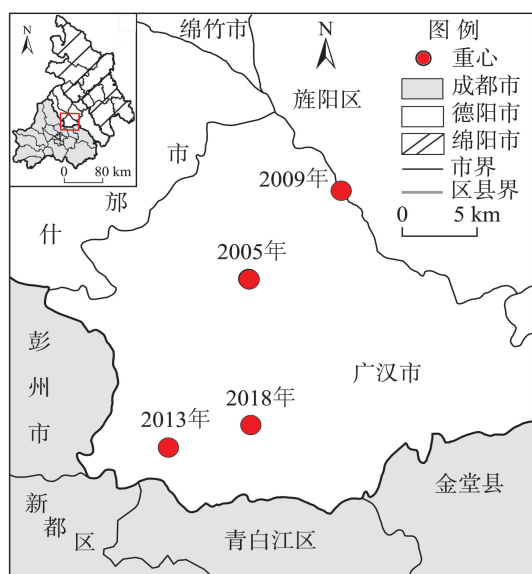 N
0 80 km
绵竹市
N
旌阳区
图例
重心
成都市
德阳市
绵阳市
市界
区县界
0 5 km
什邡市
2009年
2005年
彭州市
广汉市
2018年
2013年
金堂县
新都区
青白江区